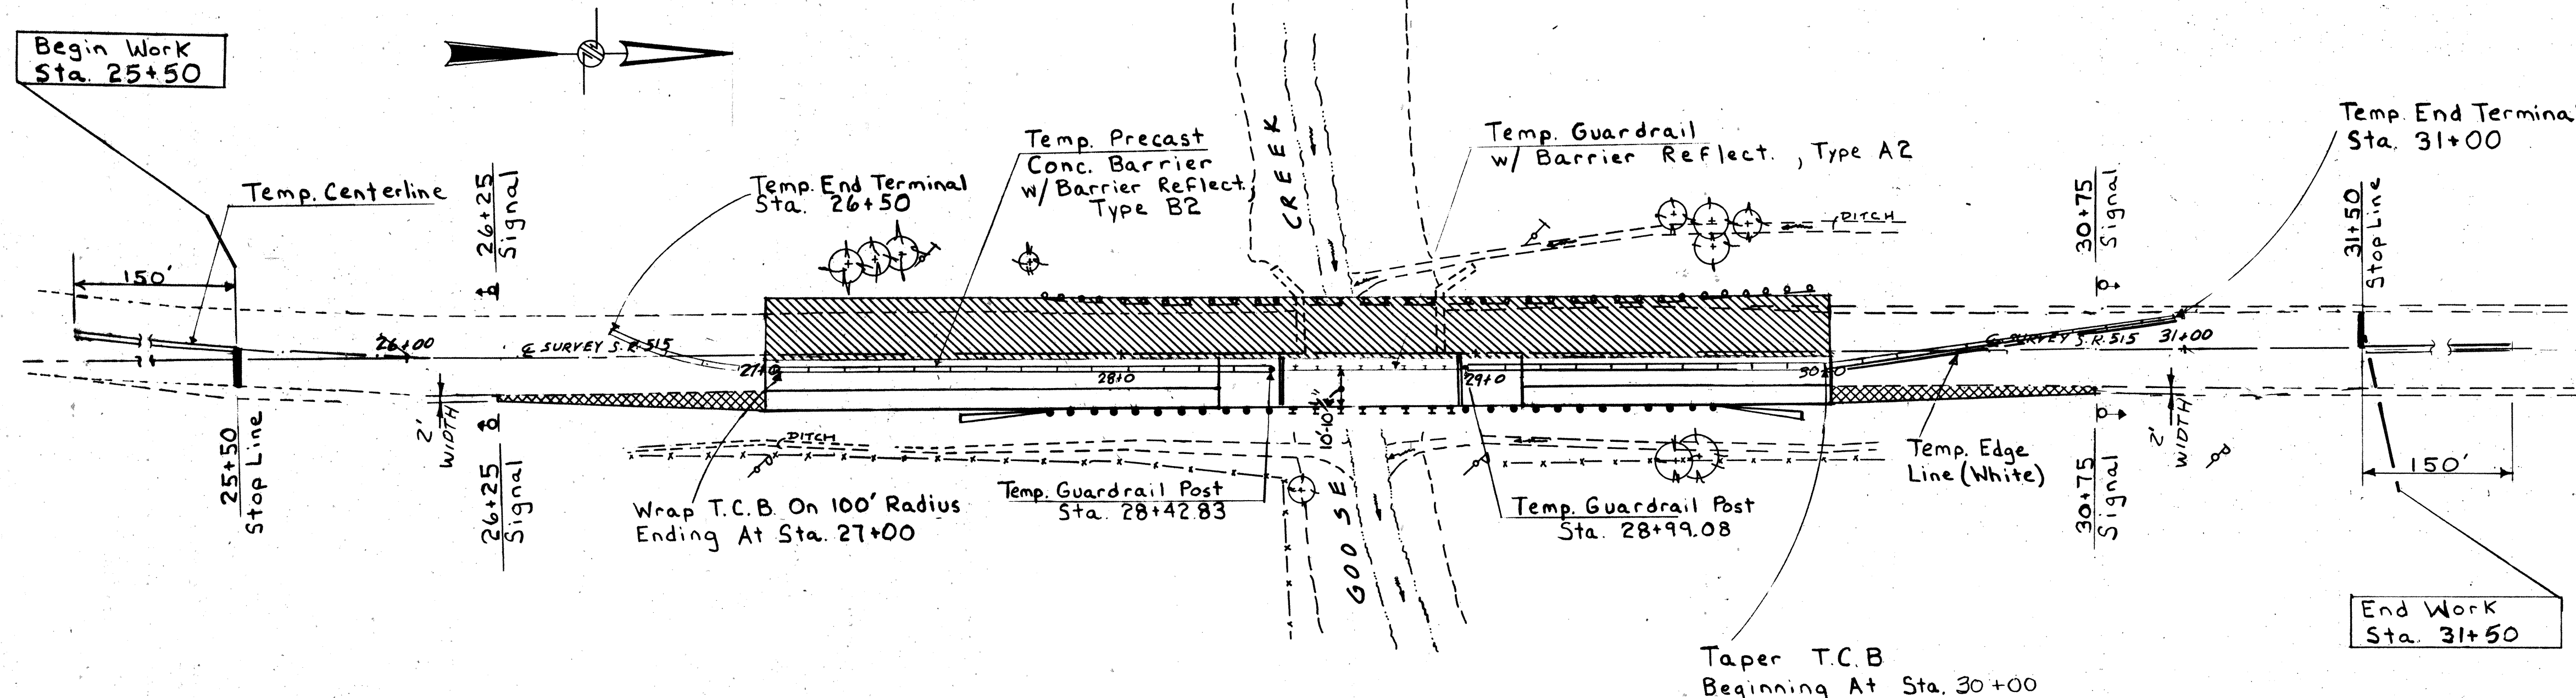 Begin Work
Sta. 25+50
Temp. Centerline
150'
26+25
Signal
Temp. End Terminal
Sta. 26+50
Temp. Precast
Conc. Barrier
w/ Barrier Reflect.
Type B2
CREEK
Temp. Guardrail
w/ Barrier Reflect. , Type A2
DITCH
30+75
Signal
Temp. End Termina
Sta. 31+00
31+50
Stop Line
26+00
℄ SURVEY S.R. 515
27+0
28+0
29+0
30+0
℄ SURVEY S.R. 515
31+00
25+50
Stop Line
2'
WIDTH
26+25
Signal
DITCH
10'-10½"
Wrap T.C.B. On 100' Radius
Ending At Sta. 27+00
Temp. Guardrail Post
Sta. 28+42.83
GOOSE
Temp. Guardrail Post
Sta. 28+99.08
Temp. Edge
Line (White)
30+75
Signal
2'
WIDTH
150'
End Work
Sta. 31+50
Taper T.C.B
Beginning At Sta. 30+00